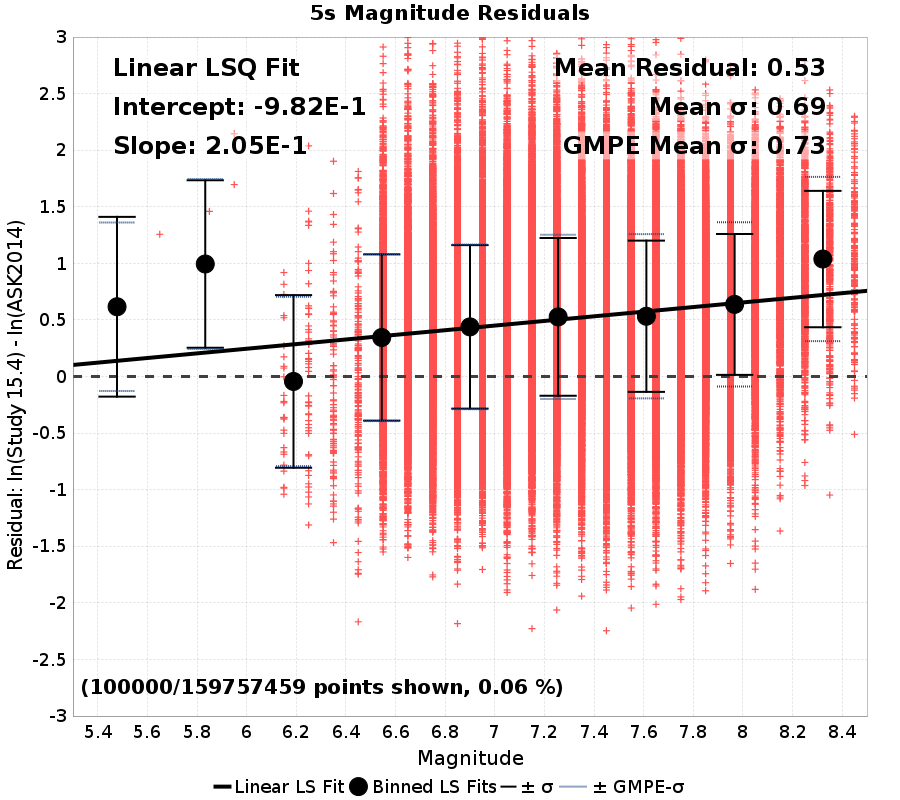 5s Magnitude Residuals
Linear LSQ Fit
Intercept: -9.82E-1
Slope: 2.05E-1
Mean Residual: 0.53
Mean σ: 0.69
GMPE Mean σ: 0.73
Residual: ln(Study 15.4) - ln(ASK2014)
3
2.5
2
1.5
1
0.5
0
-0.5
-1
-1.5
-2
-2.5
-3
(100000/159757459 points shown, 0.06 %)
5.4 5.6 5.8 6 6.2 6.4 6.6 6.8 7 7.2 7.4 7.6 7.8 8 8.2 8.4
Magnitude
Linear LS Fit Binned LS Fits ± σ ± GMPE-σ